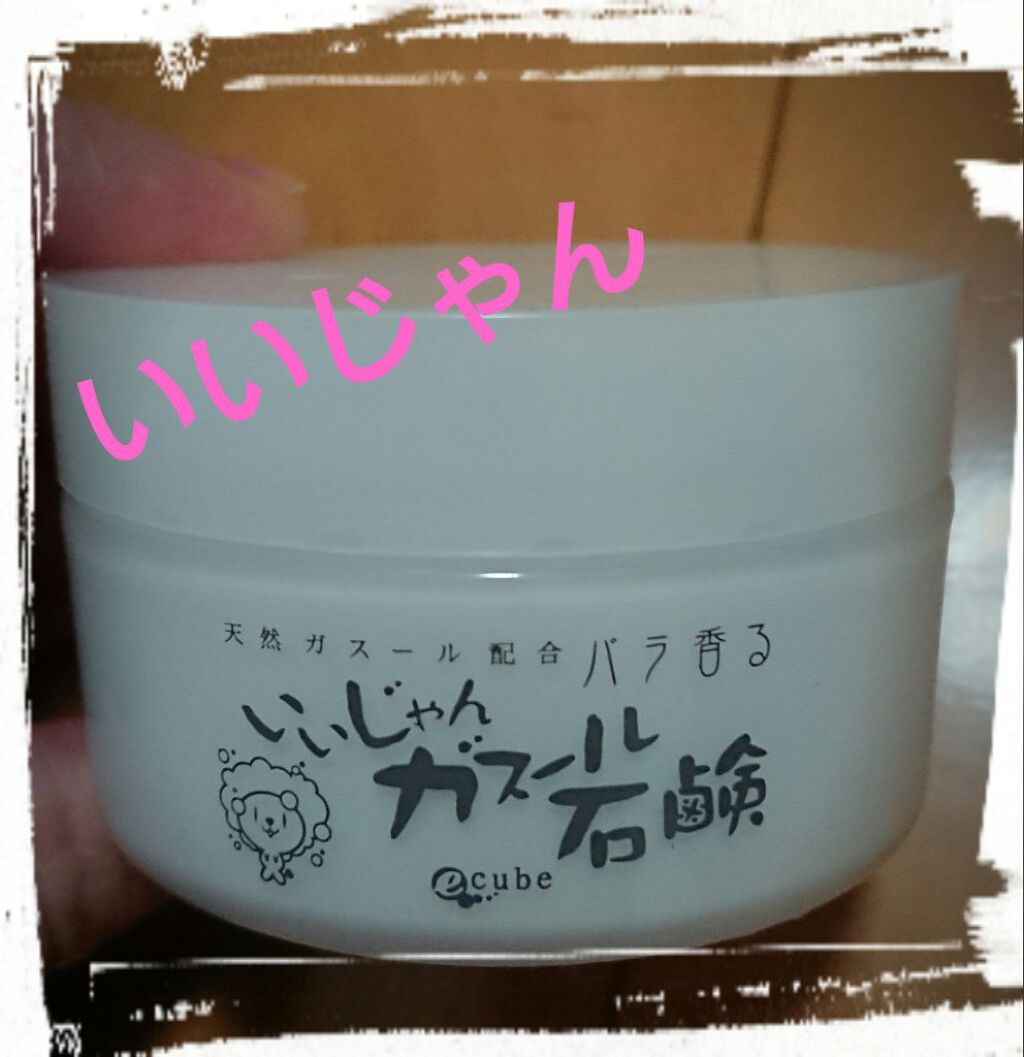 いいじゃん
天然ガスール配合 バラ香る
いいじゃん
ガスール石鹸
ecube